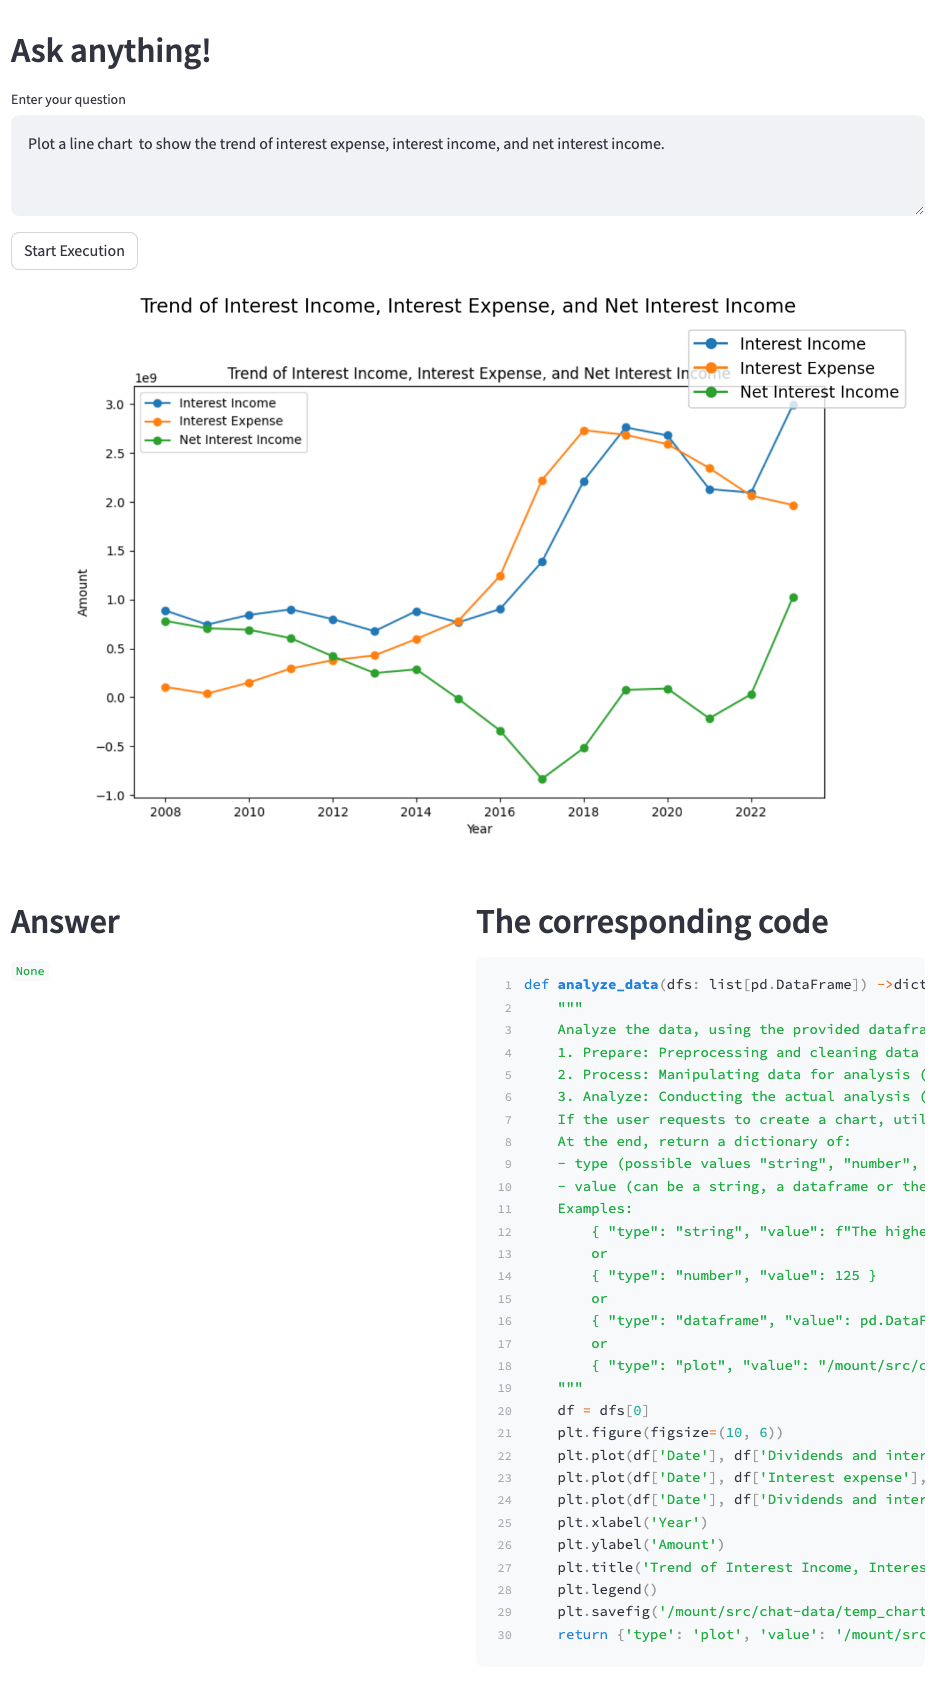 Ask anything!
Enter your question
Plot a line chart  to show the trend of interest expense, interest income, and net interest income.
Start Execution
Trend of Interest Income, Interest Expense, and Net Interest Income
Interest Income
Interest Expense
Net Interest Income
Trend of Interest Income, Interest Expense, and Net Interest Income
1e9
Interest Income
Interest Expense
Net Interest Income
3.0
2.5
2.0
1.5
1.0
0.5
0.0
−0.5
−1.0
Amount
2008 2010 2012 2014 2016 2018 2020 2022
Year
Answer
None
The corresponding code
1 def analyze_data(dfs: list[pd.DataFrame]) ->dict
2 """
3 Analyze the data, using the provided datafra
4 1. Prepare: Preprocessing and cleaning data
5 2. Process: Manipulating data for analysis (
6 3. Analyze: Conducting the actual analysis (
7 If the user requests to create a chart, util
8 At the end, return a dictionary of:
9 - type (possible values "string", "number",
10 - value (can be a string, a dataframe or the
11 Examples:
12 { "type": "string", "value": f"The highe
13 or
14 { "type": "number", "value": 125 }
15 or
16 { "type": "dataframe", "value": pd.DataF
17 or
18 { "type": "plot", "value": "/mount/src/c
19 """
20 df = dfs[0]
21 plt.figure(figsize=(10, 6))
22 plt.plot(df['Date'], df['Dividends and inter
23 plt.plot(df['Date'], df['Interest expense'],
24 plt.plot(df['Date'], df['Dividends and inter
25 plt.xlabel('Year')
26 plt.ylabel('Amount')
27 plt.title('Trend of Interest Income, Interes
28 plt.legend()
29 plt.savefig('/mount/src/chat-data/temp_chart
30 return {'type': 'plot', 'value': '/mount/src